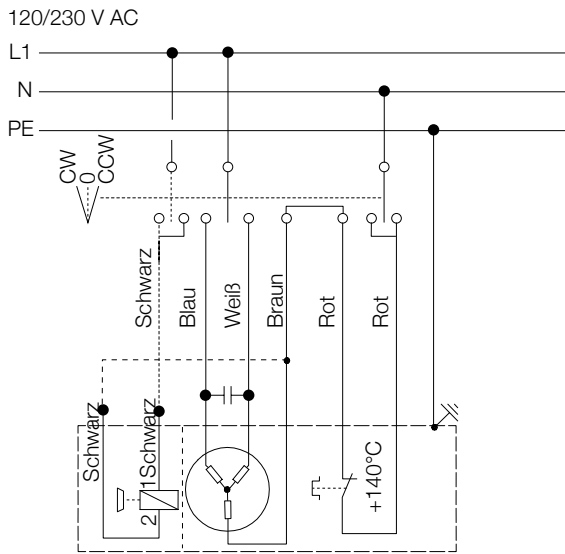 120/230 V AC
L1
N
PE
CW
0
CCW
Schwarz
Blau
Weiß
Braun
Rot
Rot
Schwarz
1Schwarz
2
+140°C